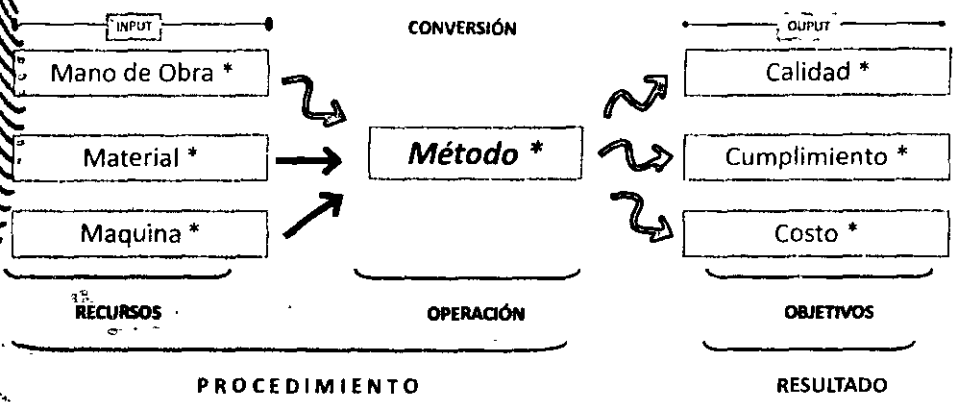 INPUT
CONVERSIÓN
OUPUT
Mano de Obra *
Calidad *
Material *
Método *
Cumplimiento *
Maquina *
Costo *
RECURSOS
OPERACIÓN
OBJETIVOS
PROCEDIMIENTO
RESULTADO